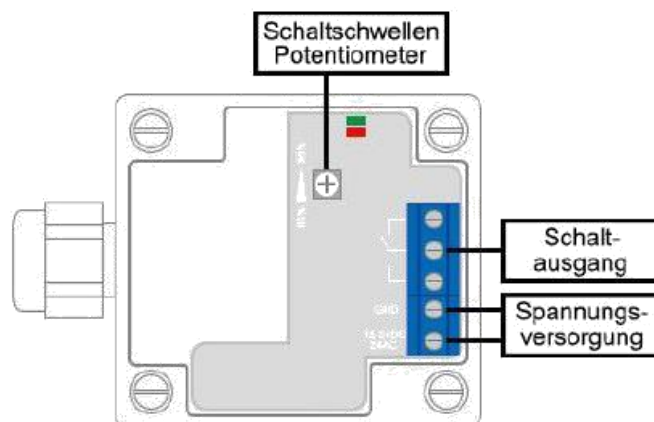 Schaltschwellen
Potentiometer
Schalt-
ausgang
GND
Spannungs-
versorgung